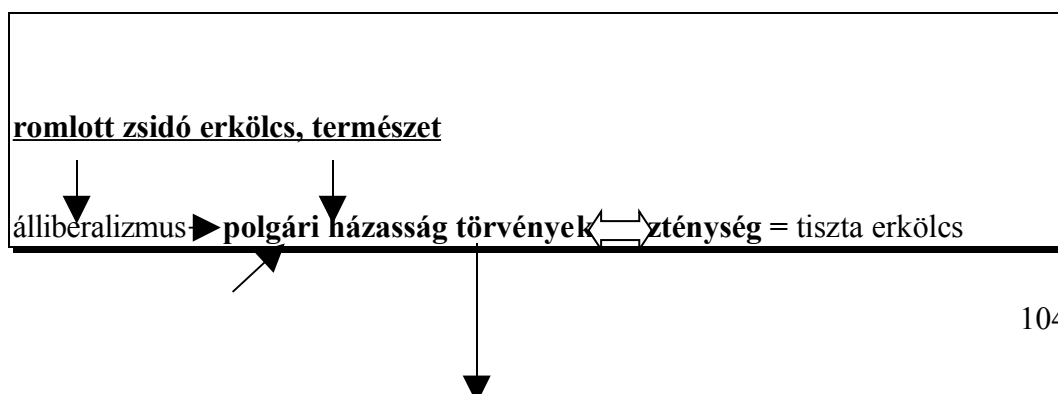 romlott zsidó erkölcs, természet
álliberalizmus polgári házasság törvények zténység = tiszta erkölcs
104